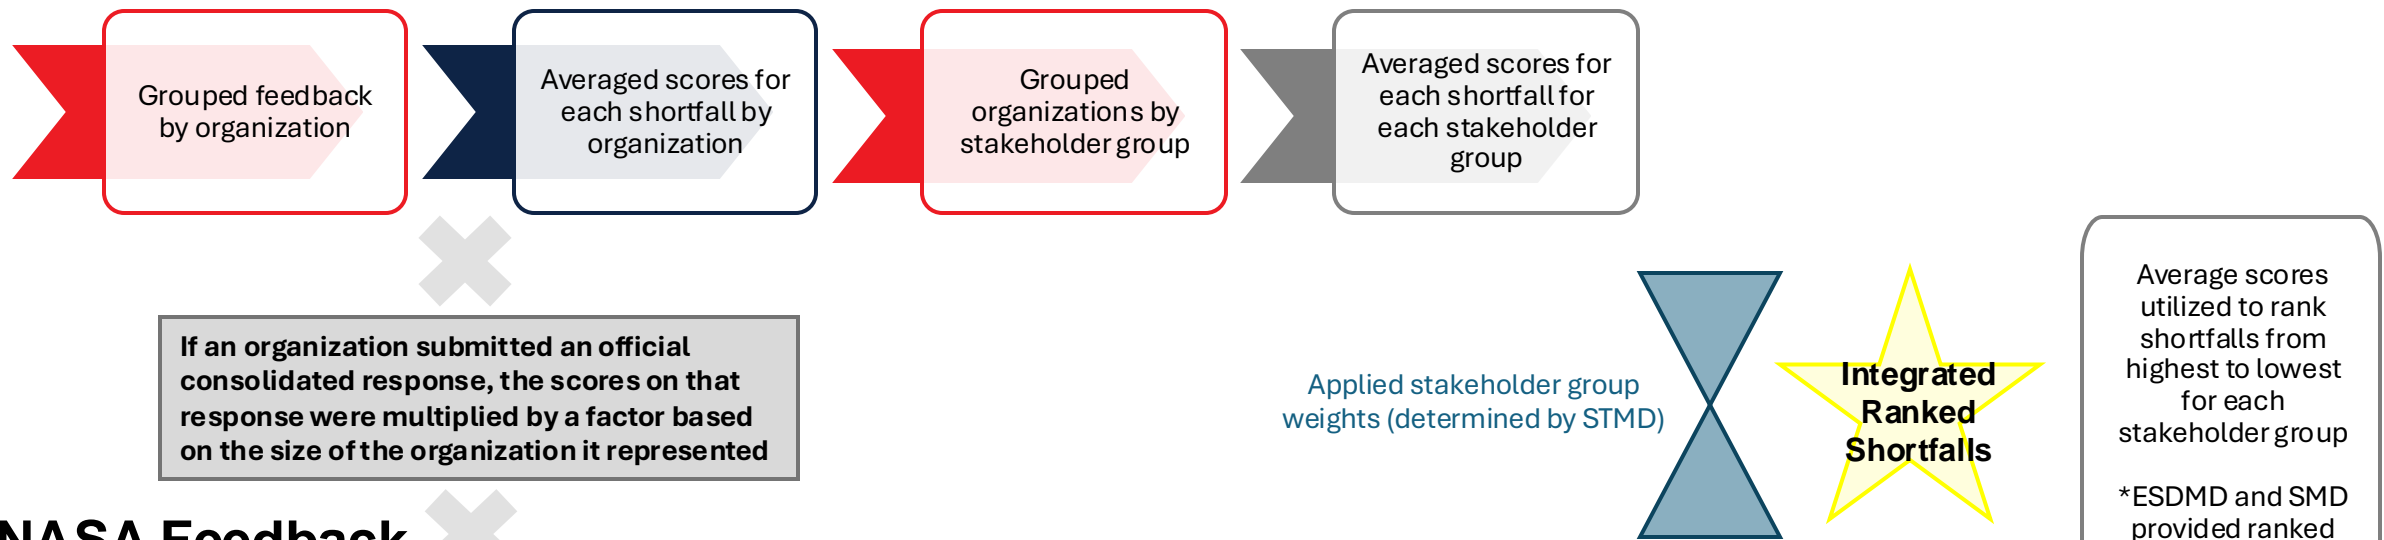 Grouped feedback
by organization
Averaged scores for
each shortfall by
organization
Grouped
organizations by
stakeholder group
Averaged scores for
each shortfall for
each stakeholder
group
If an organization submitted an official
consolidated response, the scores on that
response were multiplied by a factor based
on the size of the organization it represented
Applied stakeholder group
weights (determined by STMD)
Integrated
Ranked
Shortfalls
Average scores
utilized to rank
shortfalls from
highest to lowest
for each
stakeholder group
*ESDMD and SMD
provided ranked
NASA Feedback